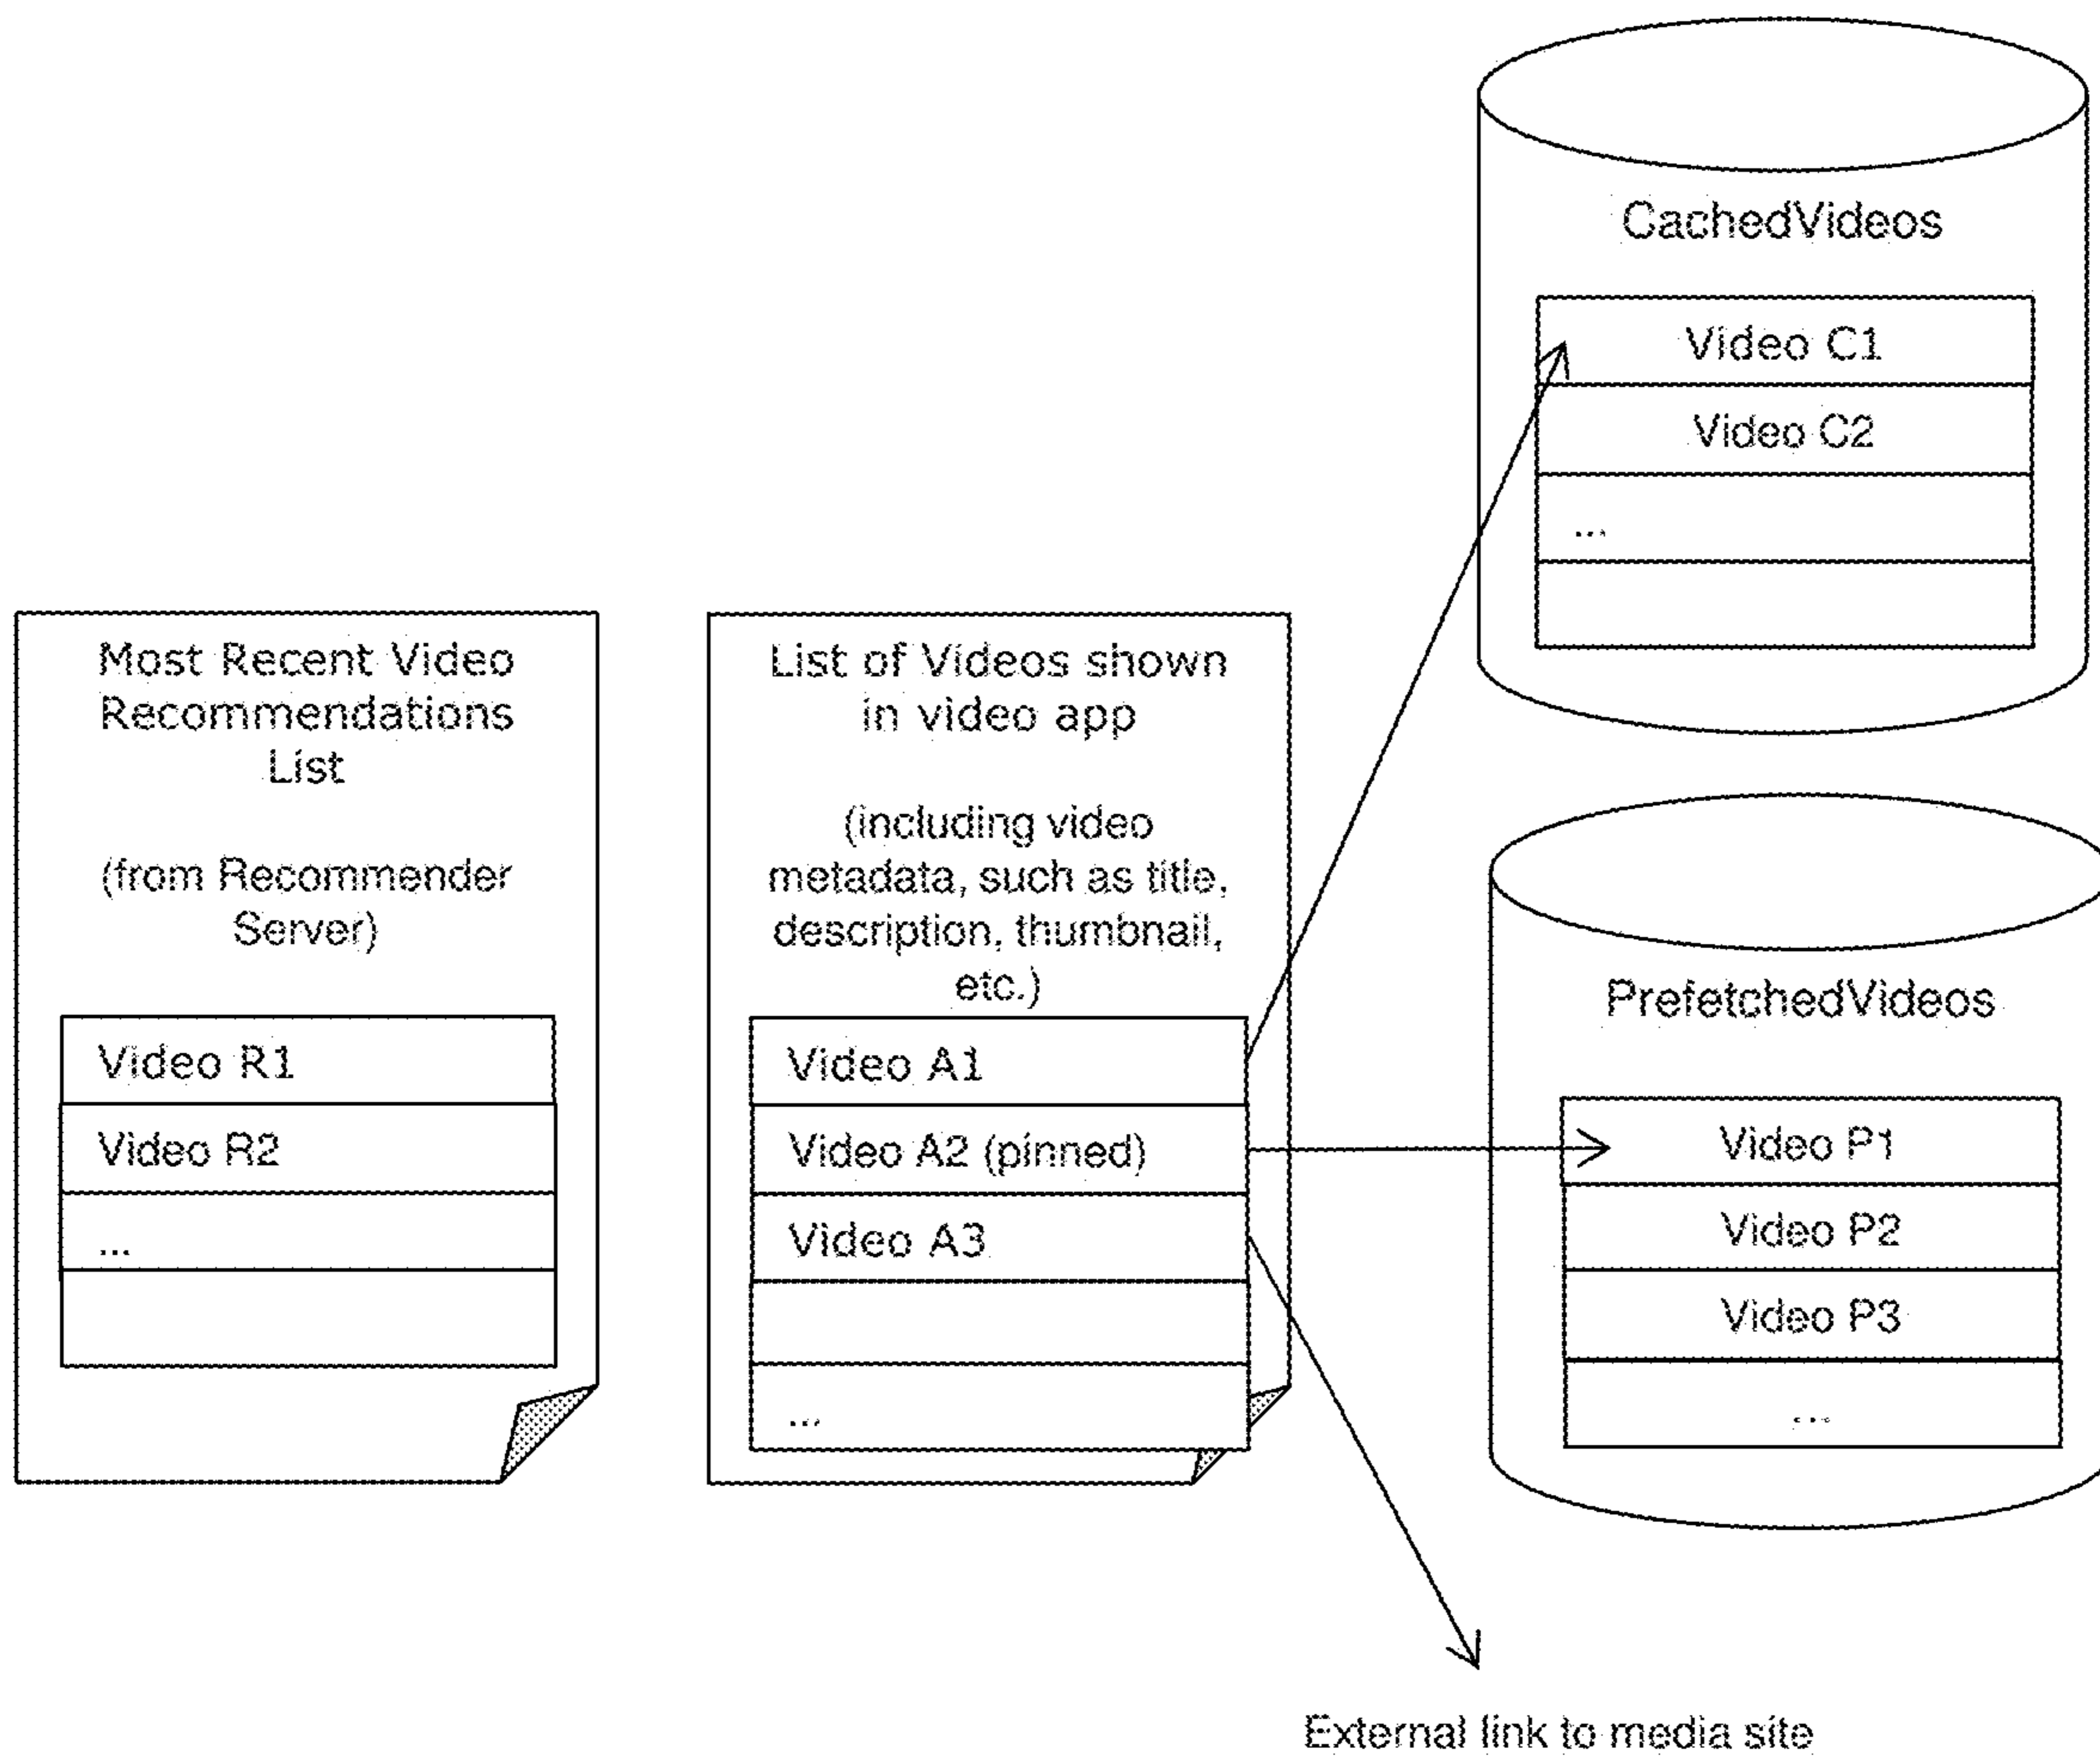 Most Recent Video
Recommendations
List
(from Recommender
Server)
Video R1
Video R2
...
List of Videos shown
in video app
(including video
metadata, such as title,
description, thumbnail,
etc.)
Video A1
Video A2 (pinned)
Video A3
...
CachedVideos
Video C1
Video C2
...
PrefetchedVideos
Video P1
Video P2
Video P3
...
External link to media site